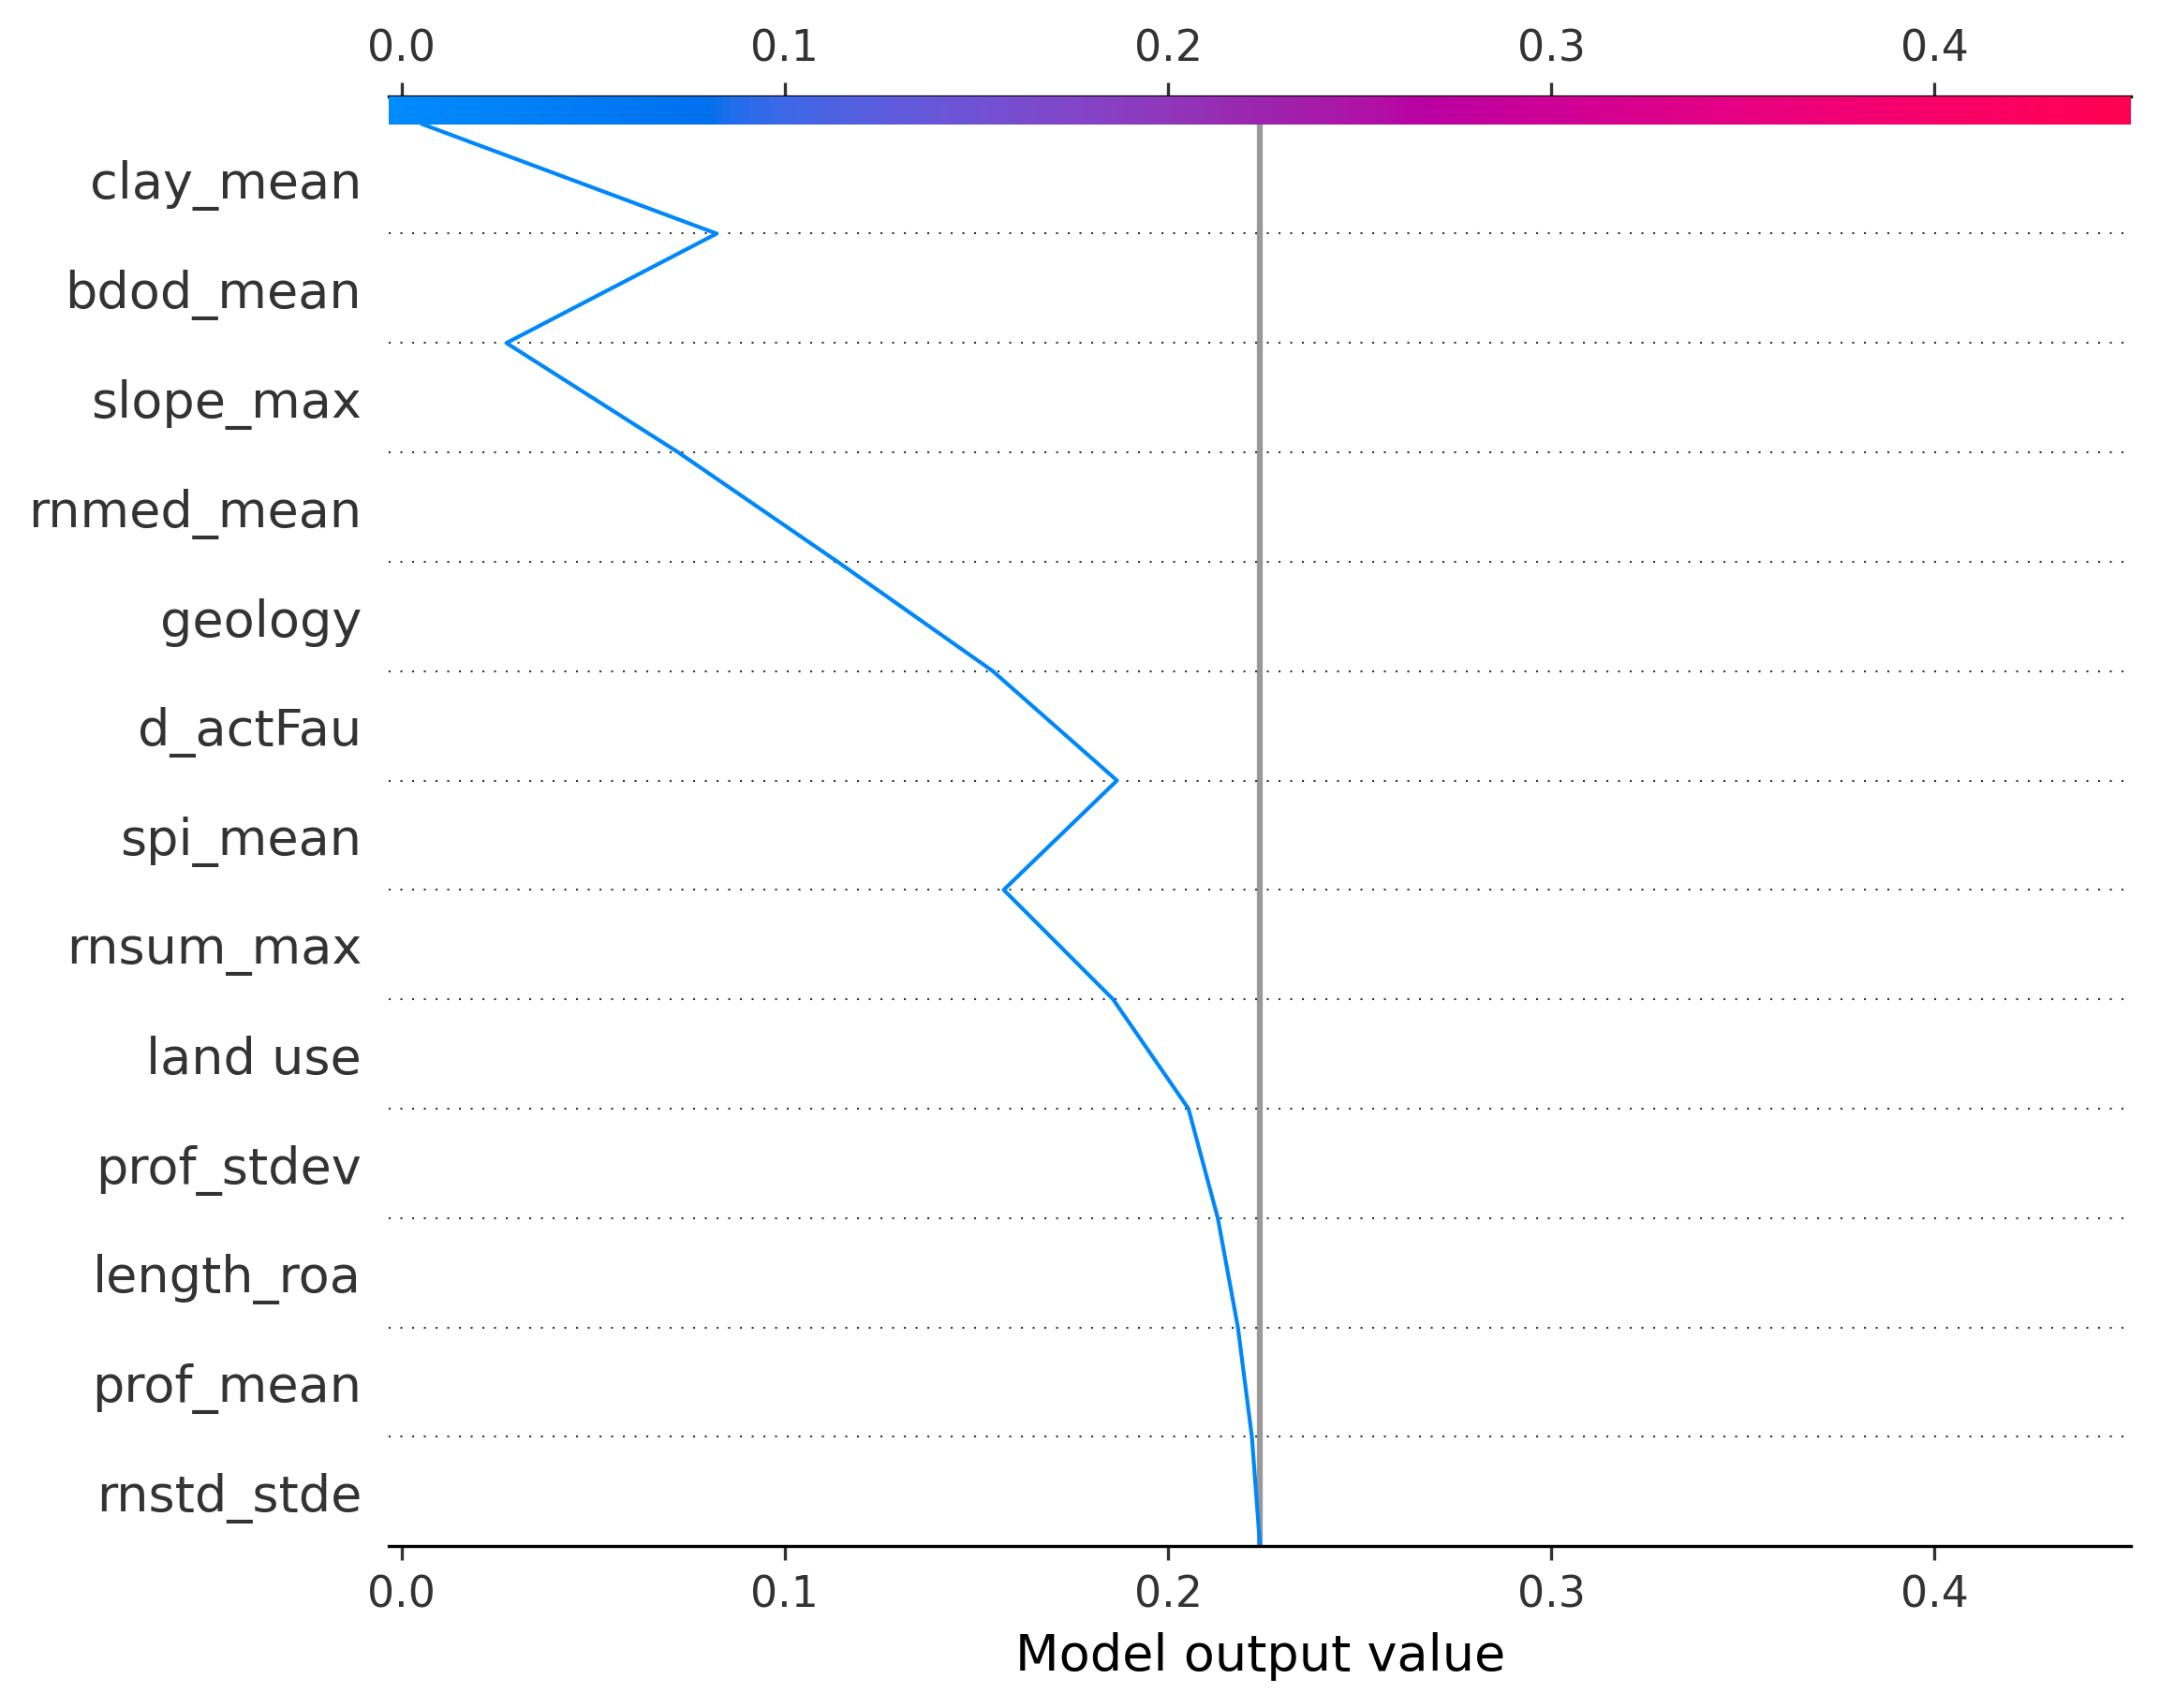 0.0 0.1 0.2 0.3 0.4
clay_mean
bdod_mean
slope_max
rnmed_mean
geology
d_actFau
spi_mean
rnsum_max
land use
prof_stdev
length_roa
prof_mean
rnstd_stde
0.0 0.1 0.2 0.3 0.4
Model output value